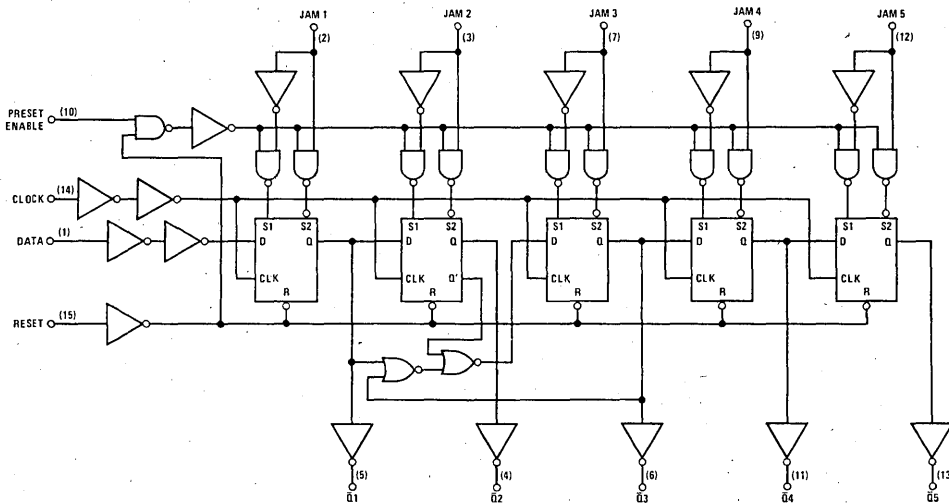 JAM 1 JAM 2 JAM 3 JAM 4 JAM 5
(2) (3) (7) (9) (12)
PRESET
ENABLE
(10)
CLOCK (14)
S1 S2 S1 S2 S1 S2 S1 S2 S1 S2
DATA (1)
D Q D Q D Q D Q D Q
CLK CLK Q' CLK CLK CLK
R R R R R
RESET (15)
(5) (4) (6) (11) (13)
Q̄1 Q̄2 Q̄3 Q̄4 Q̄5